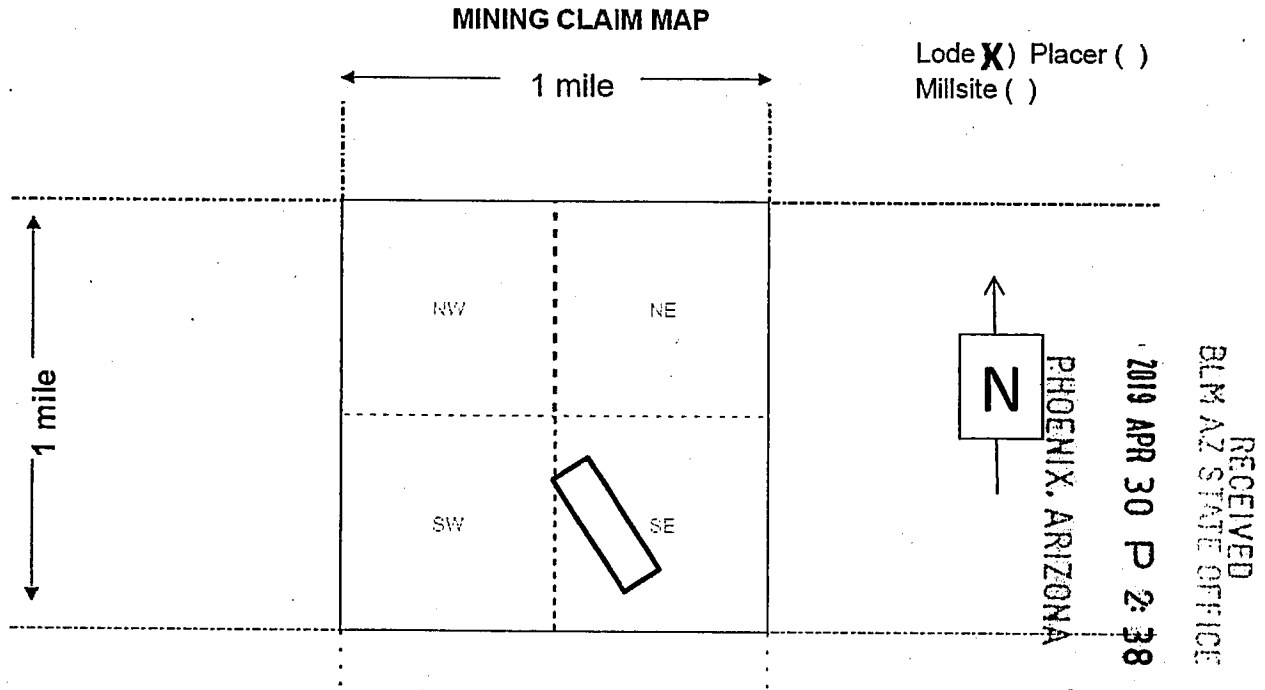 MINING CLAIM MAP
Lode X) Placer ( )
Millsite ( )
1 mile
1 mile
NW
NE
SW
SE
N
RECEIVED
BLM AZ STATE OFFICE
2019 APR 30 P 2:38
PHOENIX, ARIZONA